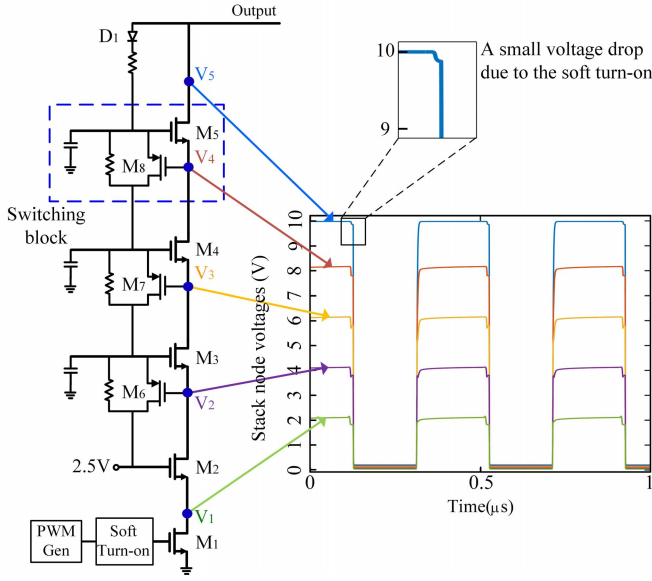 Output
D1
V5
10
A small voltage drop
due to the soft turn-on
9
M5
M8
V4
Switching
block
M4
V3
M7
M3
V2
M6
2.5V
M2
V1
PWM
Gen
Soft
Turn-on
M1
Stack node voltages (V)
10
9
8
7
6
5
4
3
2
1
0
0
0.5
1
Time(μs)